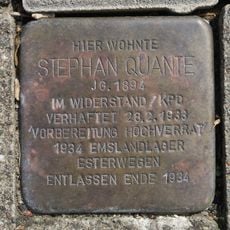 HIER WOHNTE
STEPHAN QUANTE
JG. 1894
IM WIDERSTAND / KPD
VERHAFTET 28.2.1933
'VORBEREITUNG HOCHVERRAT'
1934 EMSLANDLAGER
ESTERWEGEN
ENTLASSEN ENDE 1934